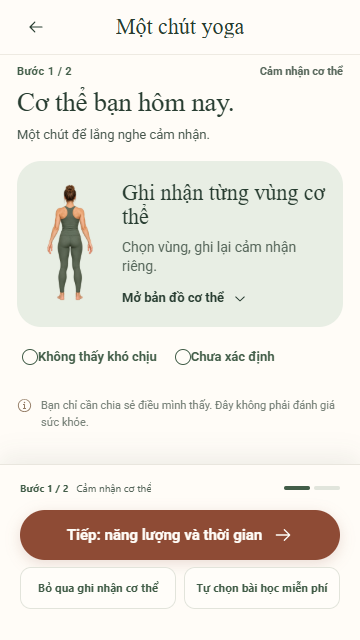 Một chút yoga
Bước 1 / 2
Cảm nhận cơ thể
Cơ thể bạn hôm nay.
Một chút để lắng nghe cảm nhận.
Ghi nhận từng vùng cơ
thể
Chọn vùng, ghi lại cảm nhận
riêng.
Mở bản đồ cơ thể
Không thấy khó chịu
Chưa xác định
Bạn chỉ cần chia sẻ điều mình thấy. Đây không phải đánh giá
sức khỏe.
Bước 1 / 2 Cảm nhận cơ thể
Tiếp: năng lượng và thời gian
Bỏ qua ghi nhận cơ thể
Tự chọn bài học miễn phí